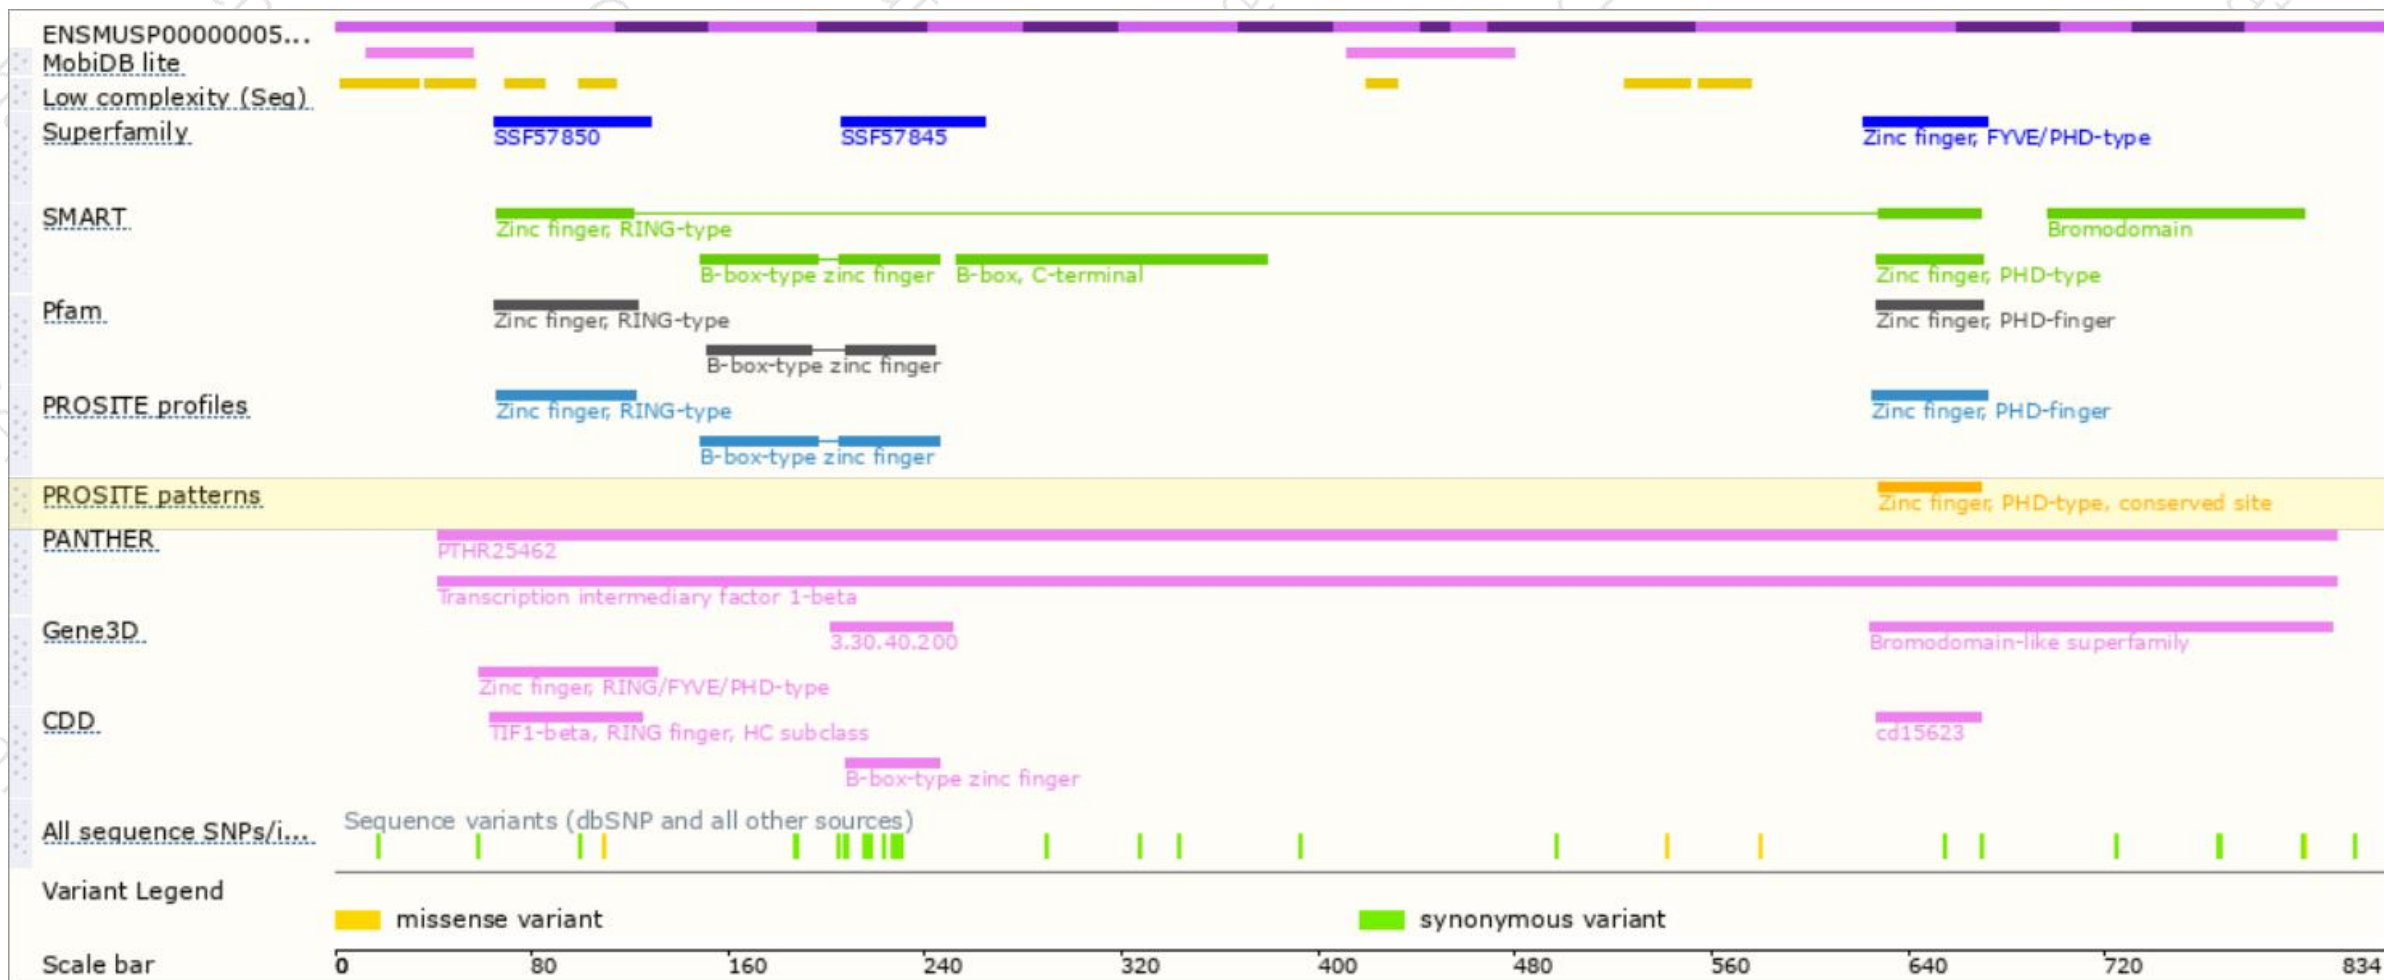 ENSMUSP00000005...
MobiDB lite
Low complexity (Seg)
Superfamily
SSF57850 SSF57845 Zinc finger, FYVE/PHD-type
SMART
Zinc finger, RING-type Bromodomain
B-box-type zinc finger B-box, C-terminal Zinc finger, PHD-type
Pfam
Zinc finger, RING-type Zinc finger, PHD-finger
B-box-type zinc finger
PROSITE profiles
Zinc finger, RING-type Zinc finger, PHD-finger
B-box-type zinc finger
PROSITE patterns
Zinc finger, PHD-type, conserved site
PANTHER
PTHR25462
Transcription intermediary factor 1-beta
Gene3D
3.30.40.200 Bromodomain-like superfamily
Zinc finger, RING/FYVE/PHD-type
CDD
TIF1-beta, RING finger, HC subclass cd15623
B-box-type zinc finger
Sequence variants (dbSNP and all other sources)
All sequence SNPs/i...
Variant Legend
missense variant synonymous variant
Scale bar 0 80 160 240 320 400 480 560 640 720 834